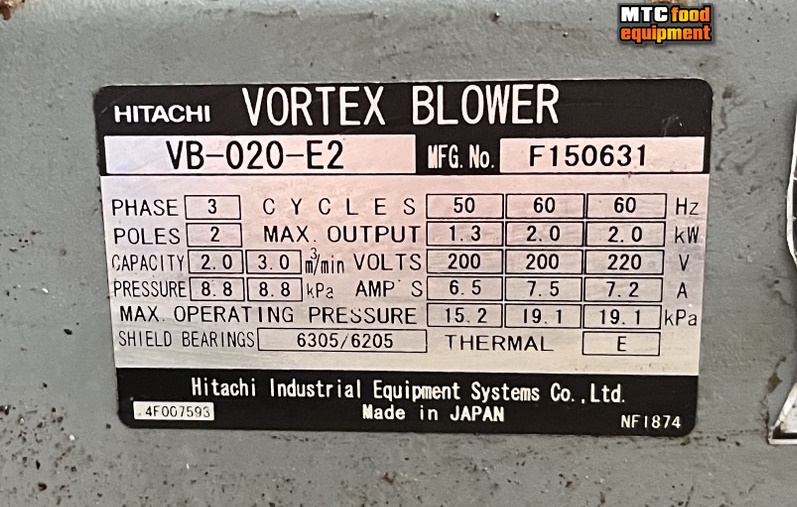 MTC food
equipment
HITACHI VORTEX BLOWER
VB-020-E2 MFG. No. F150631
PHASE 3 CYCLES 50 60 60 Hz
POLES 2 MAX. OUTPUT 1.3 2.0 2.0 kW
CAPACITY 2.0 3.0 m³/min VOLTS 200 200 220 V
PRESSURE 8.8 8.8 kPa AMP'S 6.5 7.5 7.2 A
MAX. OPERATING PRESSURE 15.2 19.1 19.1 kPa
SHIELD BEARINGS 6305/6205 THERMAL E
Hitachi Industrial Equipment Systems Co.,Ltd.
4F007593 Made in JAPAN NF1874